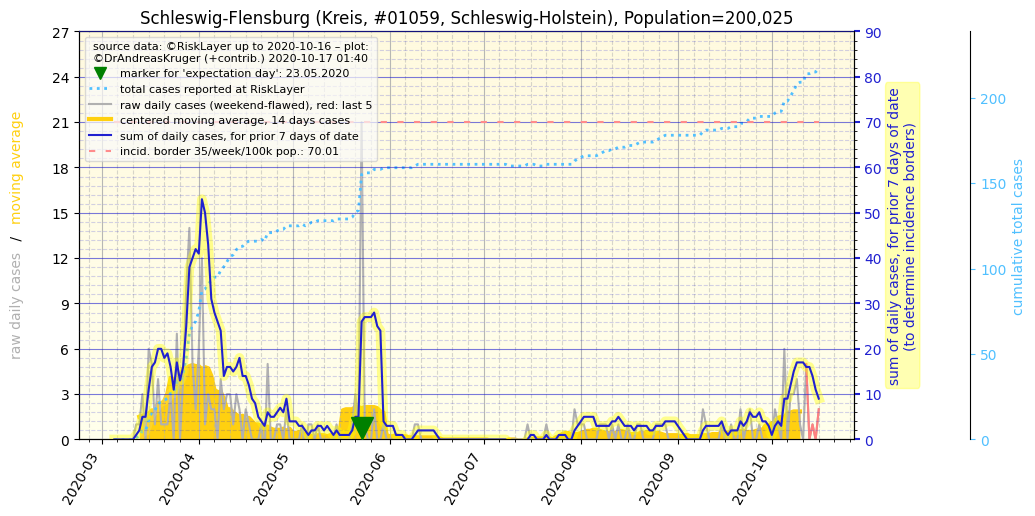 Schleswig-Flensburg (Kreis, #01059, Schleswig-Holstein), Population=200,025
source data: ©RiskLayer up to 2020-10-16 – plot:
©DrAndreasKruger (+contrib.) 2020-10-17 01:40
marker for 'expectation day': 23.05.2020
total cases reported at RiskLayer
raw daily cases (weekend-flawed), red: last 5
centered moving average, 14 days cases
sum of daily cases, for prior 7 days of date
incid. border 35/week/100k pop.: 70.01
raw daily cases / moving average
27
24
21
18
15
12
9
6
3
0
90
80
70
60
50
40
30
20
10
0
sum of daily cases, for prior 7 days of date
(to determine, incidence borders)
200
150
100
50
0
cumulative total cases
2020-03
2020-04
2020-05
2020-06
2020-07
2020-08
2020-09
2020-10